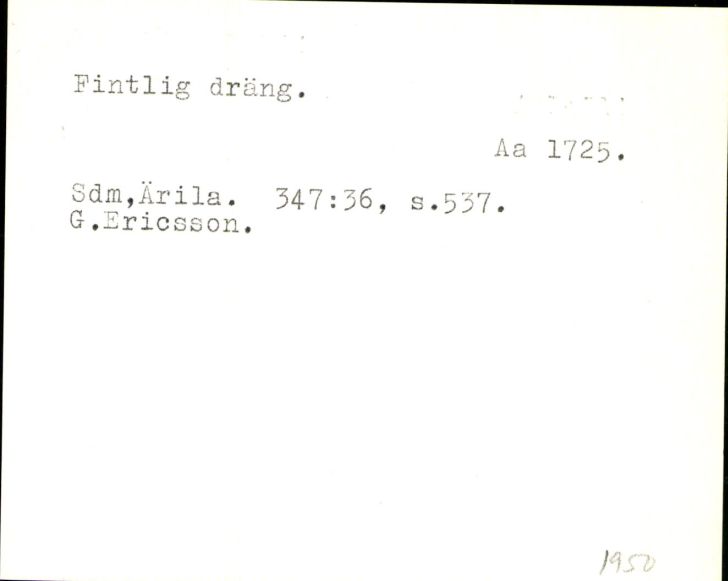 Fintlig dräng.
Aa 1725.
Sdm,Ärila. 347:36, s.537.
G.Ericsson.
1950